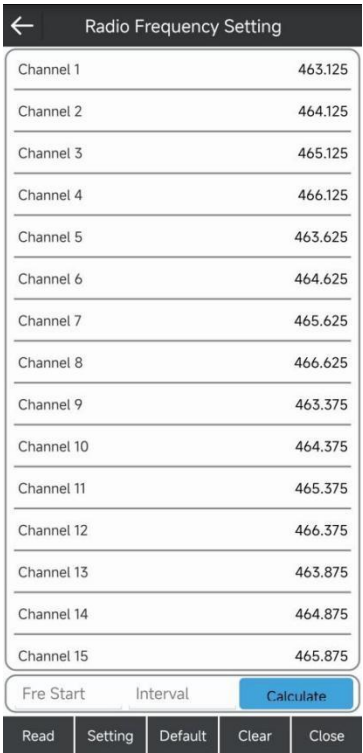 Radio Frequency Setting
Channel 1 463.125
Channel 2 464.125
Channel 3 465.125
Channel 4 466.125
Channel 5 463.625
Channel 6 464.625
Channel 7 465.625
Channel 8 466.625
Channel 9 463.375
Channel 10 464.375
Channel 11 465.375
Channel 12 466.375
Channel 13 463.875
Channel 14 464.875
Channel 15 465.875
Fre Start Interval Calculate
Read Setting Default Clear Close